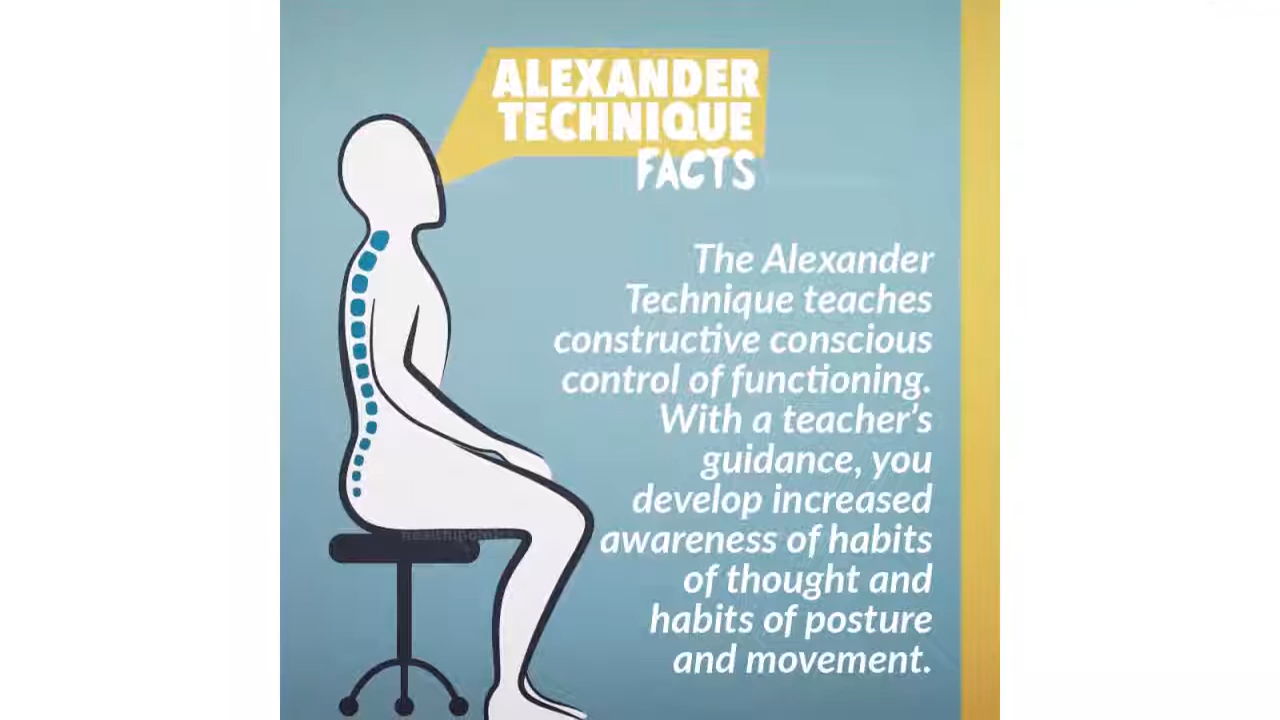 ALEXANDER
TECHNIQUE
FACTS
The Alexander
Technique teaches
constructive conscious
control of functioning.
With a teacher's
guidance, you
develop increased
awareness of habits
of thought and
habits of posture
and movement.